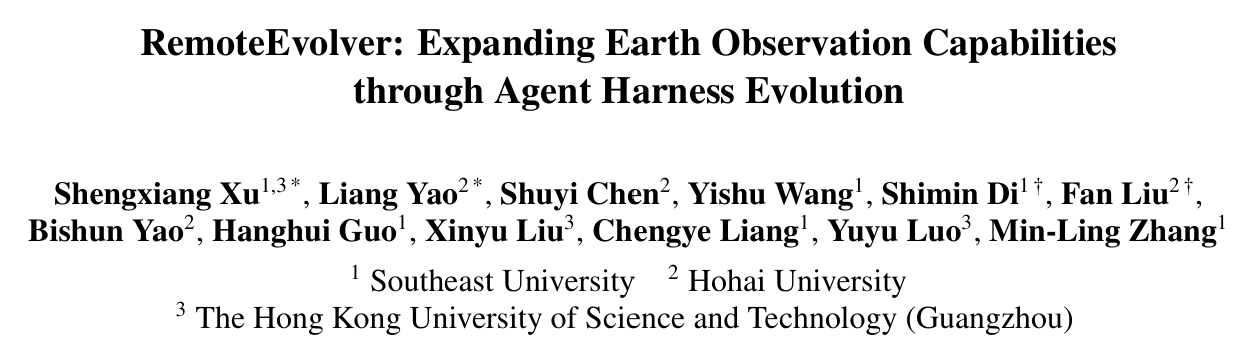 RemoteEvolver: Expanding Earth Observation Capabilities
through Agent Harness Evolution
Shengxiang Xu1,3 *, Liang Yao2 *, Shuyi Chen2, Yishu Wang1, Shimin Di1 †, Fan Liu2 †,
Bishun Yao2, Hanghui Guo1, Xinyu Liu3, Chengye Liang1, Yuyu Luo3, Min-Ling Zhang1
1 Southeast University 2 Hohai University
3 The Hong Kong University of Science and Technology (Guangzhou)